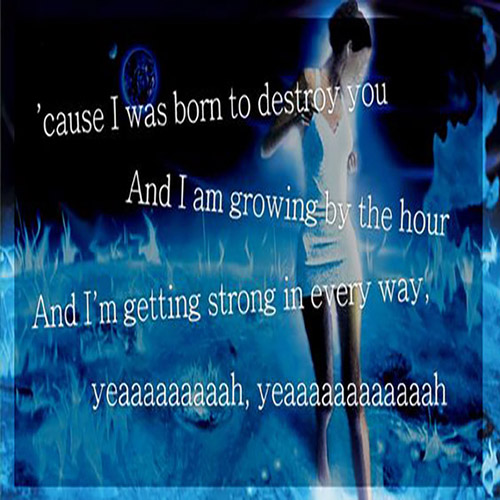 ’cause I was born to destroy you
And I am growing by the hour
And I’m getting strong in every way,
yeaaaaaaaaah, yeaaaaaaaaaaaaah